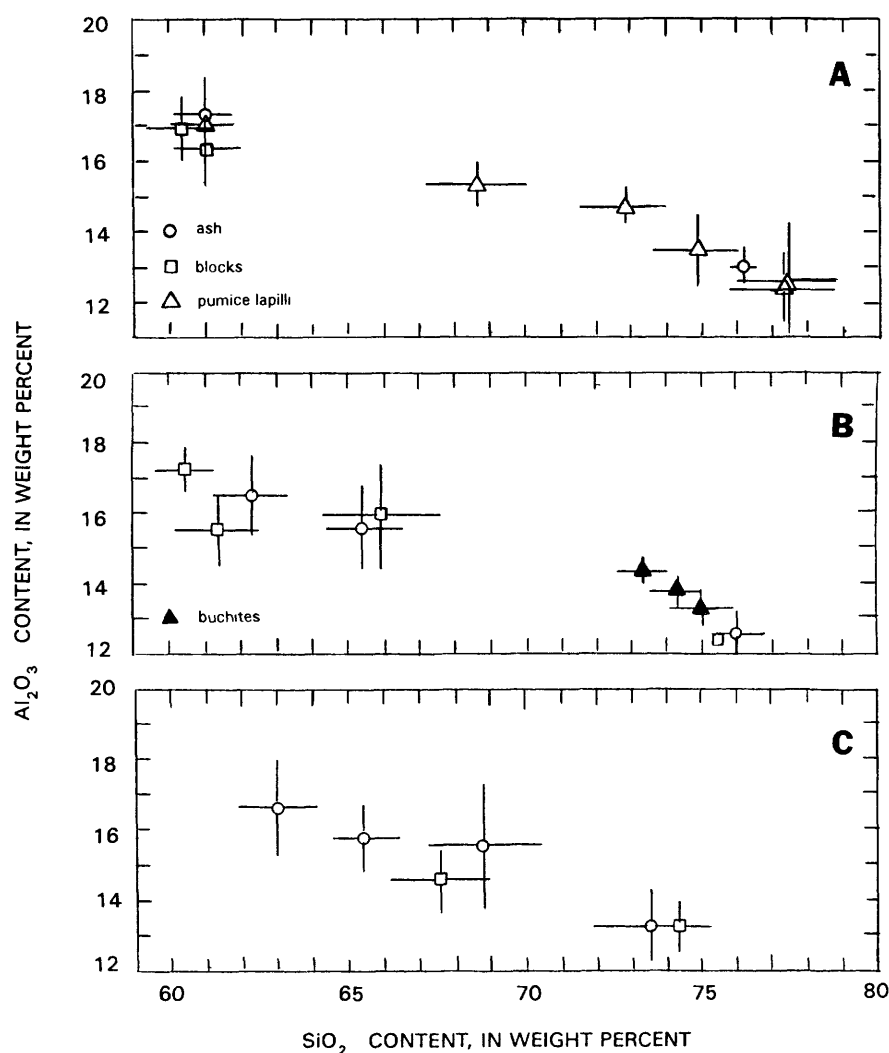 20
18
16
14
12
A
ash
blocks
pumice lapilli
20
18
16
14
12
B
buchites
20
18
16
14
12
C
60 65 70 75 80
Al2O3 CONTENT, IN WEIGHT PERCENT
SiO2 CONTENT, IN WEIGHT PERCENT